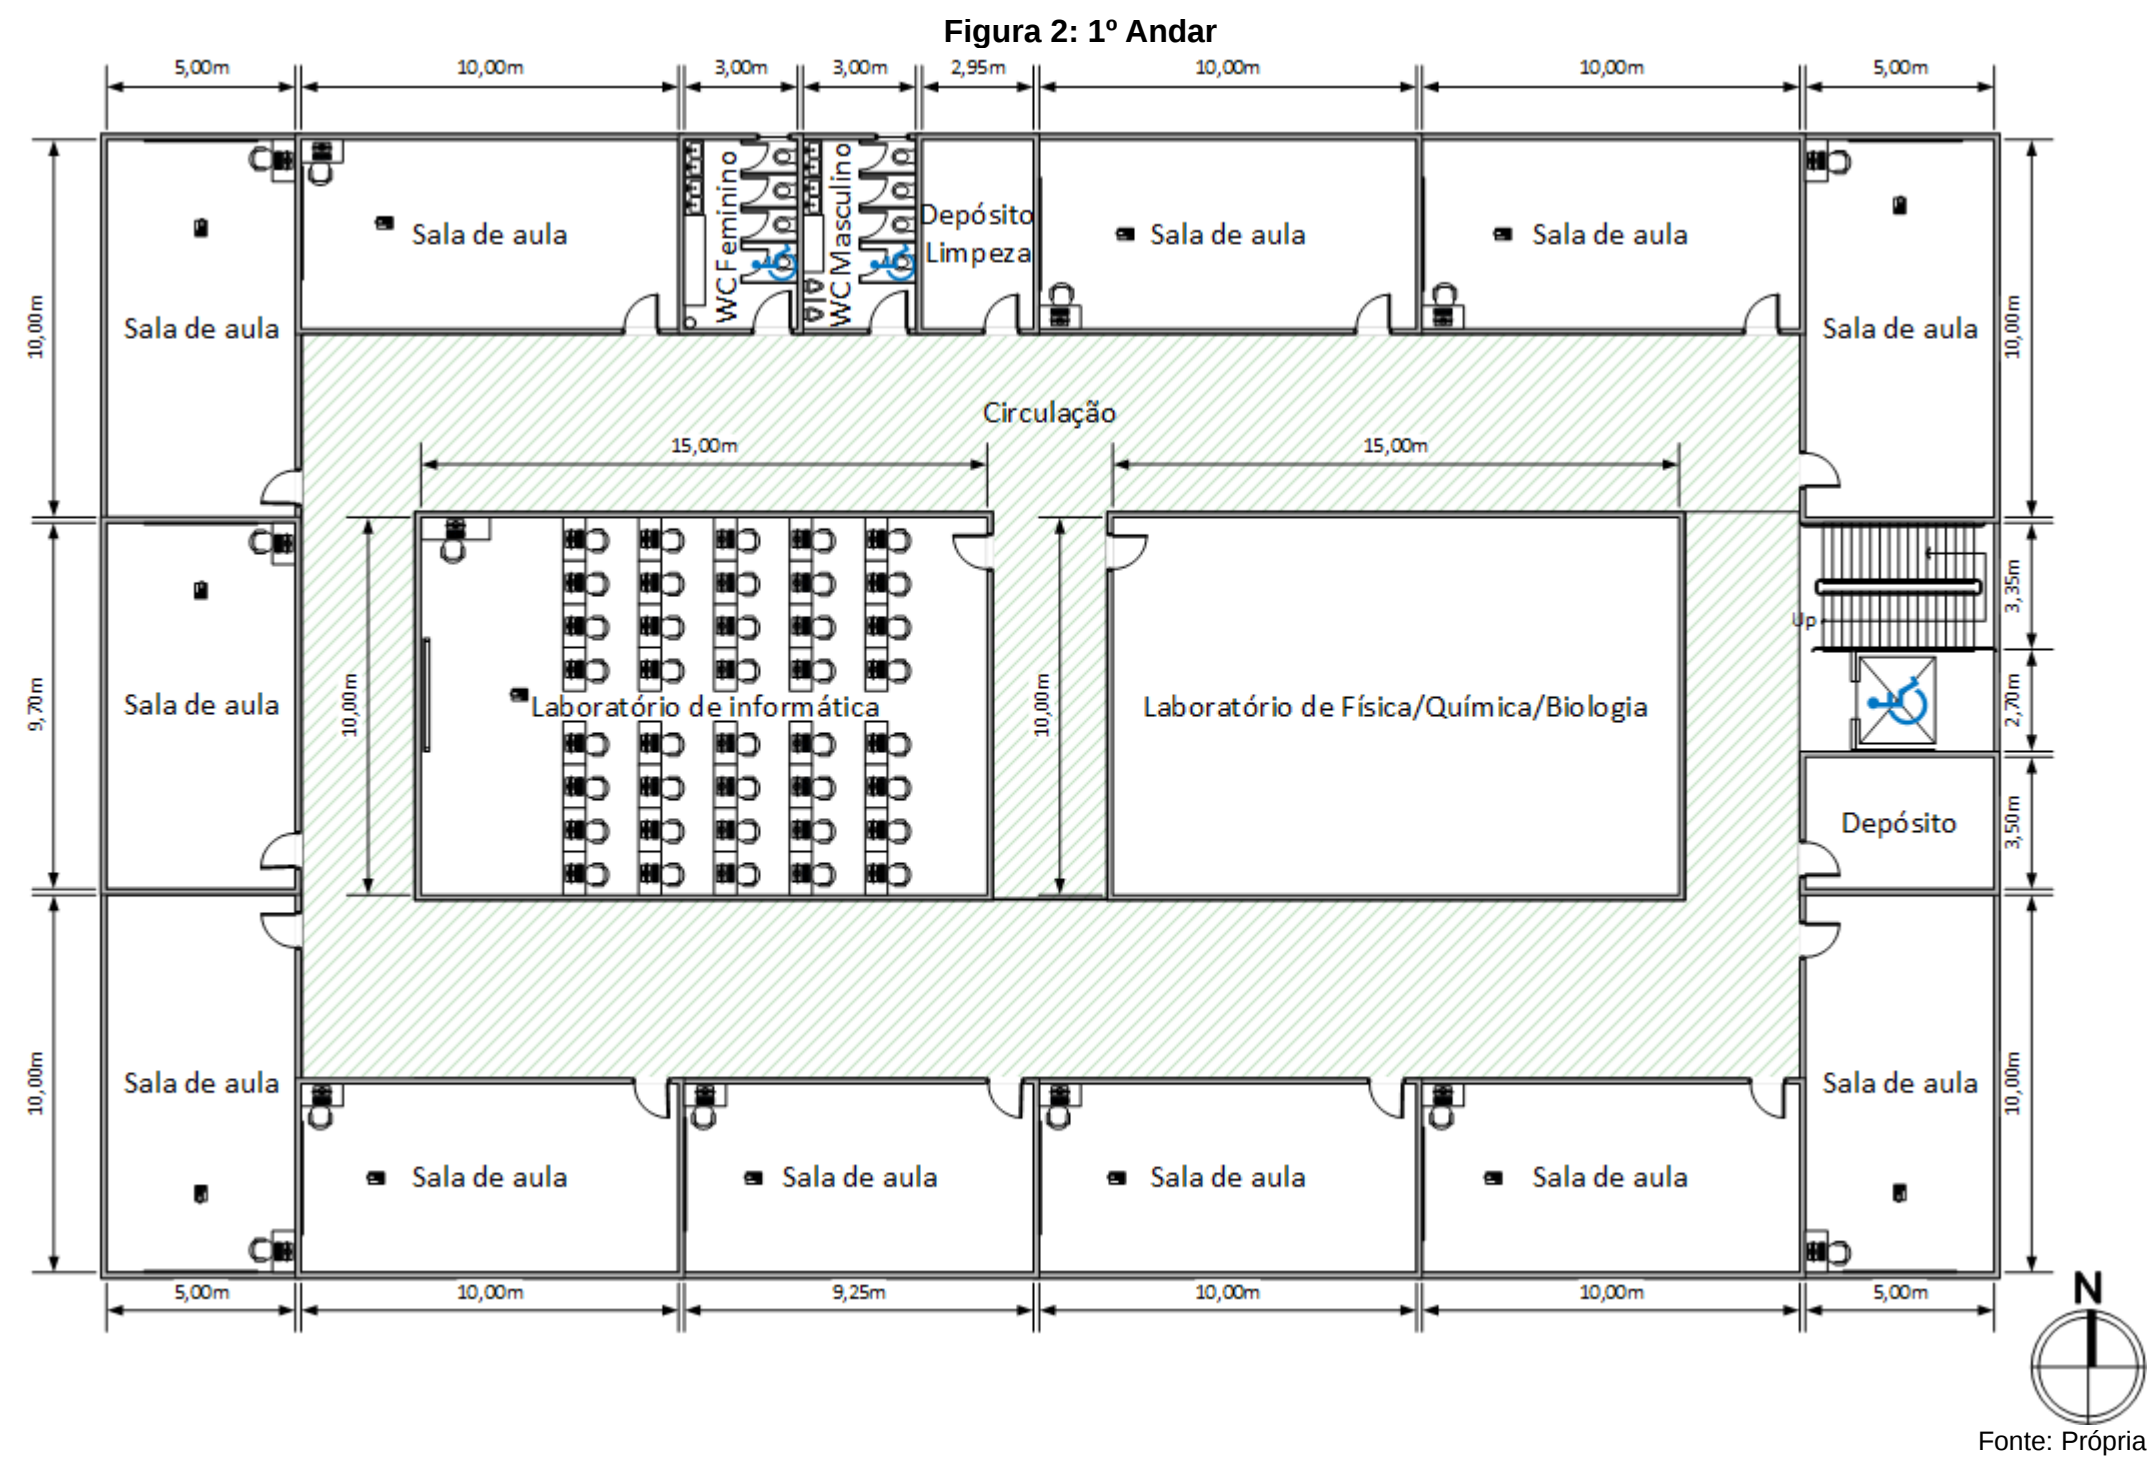 Figura 2: 1º Andar
5,00m
10,00m
3,00m
3,00m
2,95m
10,00m
10,00m
5,00m
10,00m
Sala de aula
Sala de aula
WC Feminino
WC Masculino
Depósito
Limpeza
Sala de aula
Sala de aula
Sala de aula
10,00m
Circulação
15,00m
15,00m
9,70m
Sala de aula
10,00m
Laboratório de informática
10,00m
Laboratório de Física/Química/Biologia
Up
3,35m
2,70m
Depósito
3,50m
10,00m
Sala de aula
Sala de aula
10,00m
Sala de aula
Sala de aula
Sala de aula
Sala de aula
5,00m
10,00m
9,25m
10,00m
10,00m
5,00m
N
Fonte: Própria